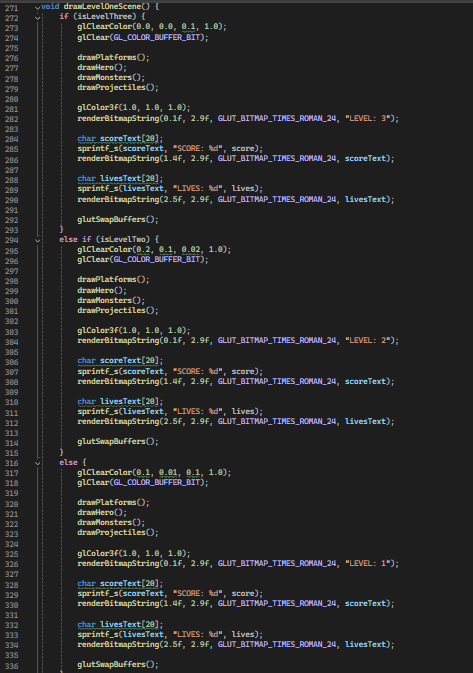 271 void drawLevelOneScene() {
272 if (isLevelThree) {
273 glClearColor(0.0, 0.0, 0.1, 1.0);
274 glClear(GL_COLOR_BUFFER_BIT);
275
276 drawPlatforms();
277 drawHero();
278 drawMonsters();
279 drawProjectiles();
280
281 glColor3f(1.0, 1.0, 1.0);
282 renderBitmapString(0.1f, 2.9f, GLUT_BITMAP_TIMES_ROMAN_24, "LEVEL: 3");
283
284 char scoreText[20];
285 sprintf_s(scoreText, "SCORE: %d", score);
286 renderBitmapString(1.4f, 2.9f, GLUT_BITMAP_TIMES_ROMAN_24, scoreText);
287
288 char livesText[20];
289 sprintf_s(livesText, "LIVES: %d", lives);
290 renderBitmapString(2.5f, 2.9f, GLUT_BITMAP_TIMES_ROMAN_24, livesText);
291
292 glutSwapBuffers();
293 }
294 else if (isLevelTwo) {
295 glClearColor(0.2, 0.1, 0.02, 1.0);
296 glClear(GL_COLOR_BUFFER_BIT);
297
298 drawPlatforms();
299 drawHero();
300 drawMonsters();
301 drawProjectiles();
302
303 glColor3f(1.0, 1.0, 1.0);
304 renderBitmapString(0.1f, 2.9f, GLUT_BITMAP_TIMES_ROMAN_24, "LEVEL: 2");
305
306 char scoreText[20];
307 sprintf_s(scoreText, "SCORE: %d", score);
308 renderBitmapString(1.4f, 2.9f, GLUT_BITMAP_TIMES_ROMAN_24, scoreText);
309
310 char livesText[20];
311 sprintf_s(livesText, "LIVES: %d", lives);
312 renderBitmapString(2.5f, 2.9f, GLUT_BITMAP_TIMES_ROMAN_24, livesText);
313
314 glutSwapBuffers();
315 }
316 else {
317 glClearColor(0.1, 0.01, 0.1, 1.0);
318 glClear(GL_COLOR_BUFFER_BIT);
319
320 drawPlatforms();
321 drawHero();
322 drawMonsters();
323 drawProjectiles();
324
325 glColor3f(1.0, 1.0, 1.0);
326 renderBitmapString(0.1f, 2.9f, GLUT_BITMAP_TIMES_ROMAN_24, "LEVEL: 1");
327
328 char scoreText[20];
329 sprintf_s(scoreText, "SCORE: %d", score);
330 renderBitmapString(1.4f, 2.9f, GLUT_BITMAP_TIMES_ROMAN_24, scoreText);
331
332 char livesText[20];
333 sprintf_s(livesText, "LIVES: %d", lives);
334 renderBitmapString(2.5f, 2.9f, GLUT_BITMAP_TIMES_ROMAN_24, livesText);
335
336 glutSwapBuffers();